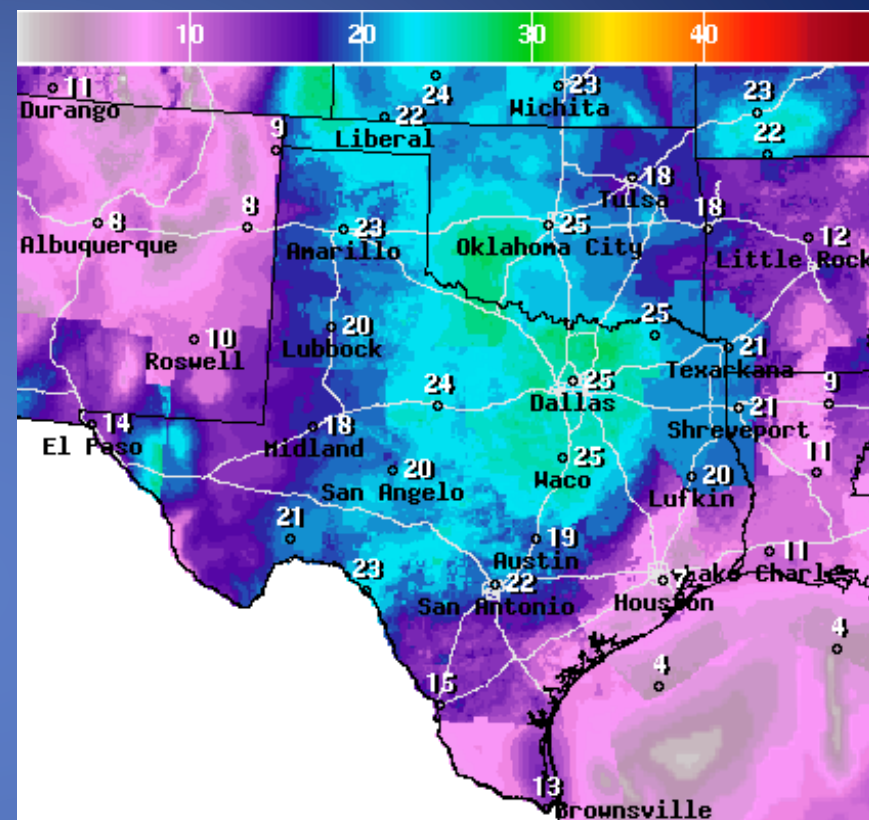 10 20 30 40
11
Durango
24
23
Wichita
23
22
Liberal
22
9
18
Tulsa
8
Albuquerque
8
23
Amarillo
25
Oklahoma City
18
12
Little Rock
10
Roswell
20
Lubbock
25
21
Texarkana
14
El Paso
18
Midland
24
25
Dallas
21
Shreveport
9
20
San Angelo
25
Waco
20
Lufkin
11
21
19
Austin
11
Charles
23
22
San Antonio
7
Houston
15
4
4
13
Brownsville